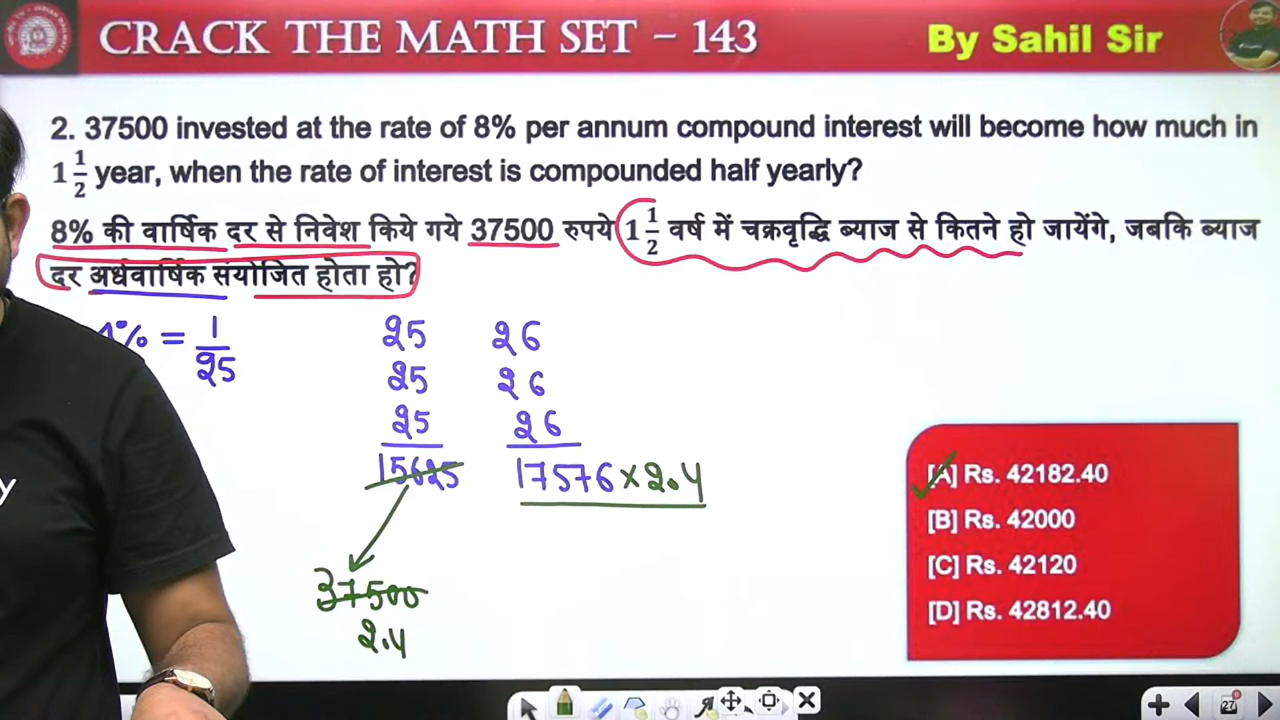 CRACK THE MATH SET – 143
By Sahil Sir
2. 37500 invested at the rate of 8% per annum compound interest will become how much in
1 1/2 year, when the rate of interest is compounded half yearly?
8% की वार्षिक दर से निवेश किये गये 37500 रुपये 1 1/2 वर्ष में चक्रवृद्धि ब्याज से कितने हो जायेंगे, जबकि ब्याज
दर अर्धवार्षिक संयोजित होता हो?
% = 1/25
25 26
25 26
25 26
15625 17576 × 2.4
37500
2.4
[A] Rs. 42182.40
[B] Rs. 42000
[C] Rs. 42120
[D] Rs. 42812.40
y
27